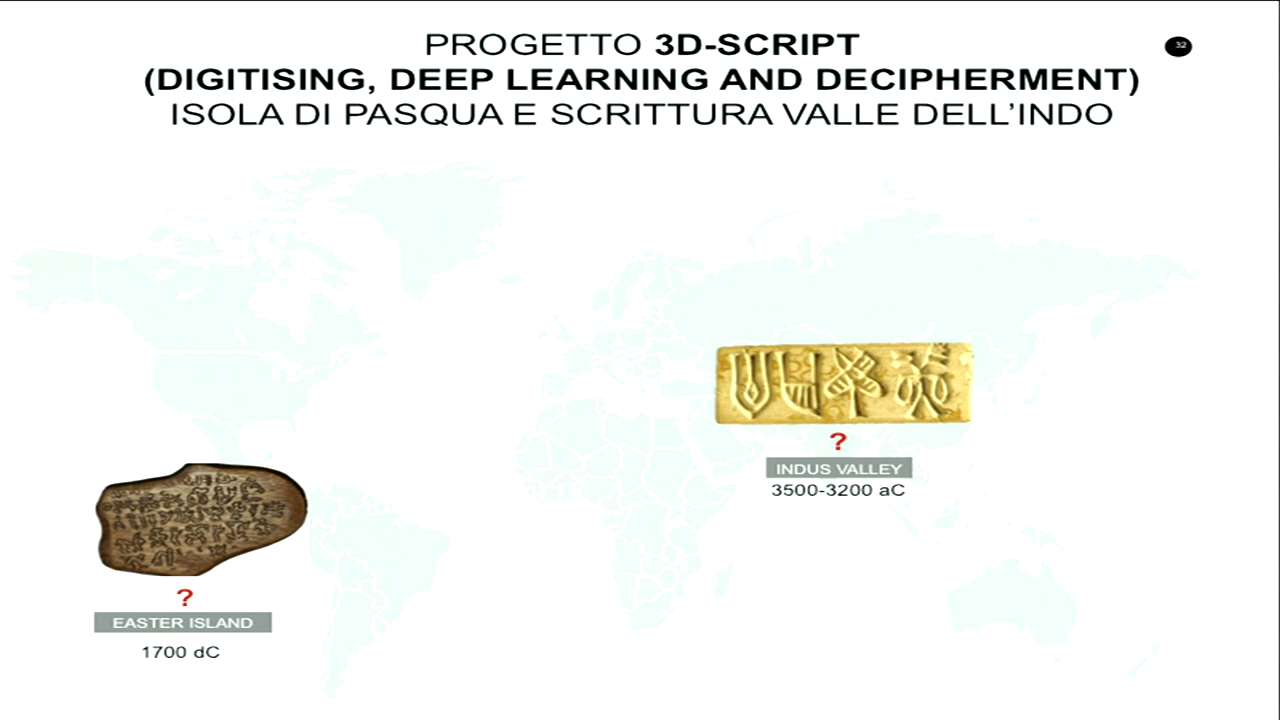 PROGETTO 3D-SCRIPT
32
(DIGITISING, DEEP LEARNING AND DECIPHERMENT)
ISOLA DI PASQUA E SCRITTURA VALLE DELL’INDO
?
INDUS VALLEY
3500-3200 aC
?
EASTER ISLAND
1700 dC